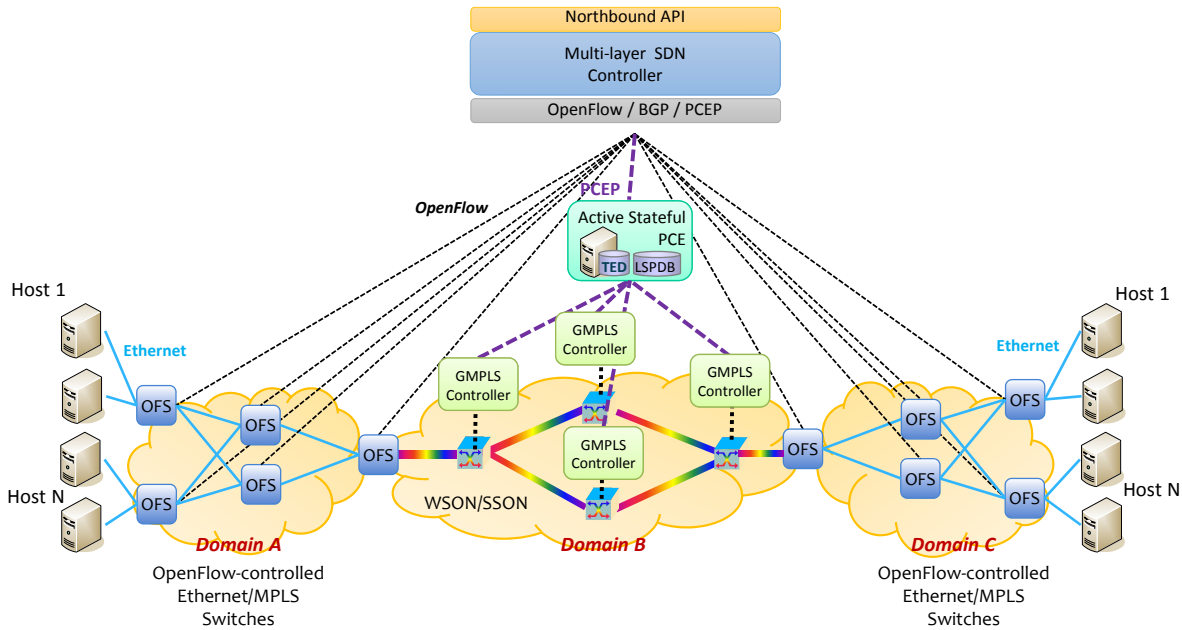 Northbound API
Multi-layer SDN
Controller
OpenFlow / BGP / PCEP
PCEP
OpenFlow
Active Stateful
PCE
TED
LSPDB
Host 1
Host 1
GMPLS
Controller
Ethernet
Ethernet
GMPLS
Controller
GMPLS
Controller
OFS
OFS
OFS
OFS
GMPLS
Controller
OFS
OFS
OFS
OFS
Host N
Host N
OFS
OFS
WSON/SSON
Domain A
Domain B
Domain C
OpenFlow-controlled
Ethernet/MPLS
Switches
OpenFlow-controlled
Ethernet/MPLS
Switches